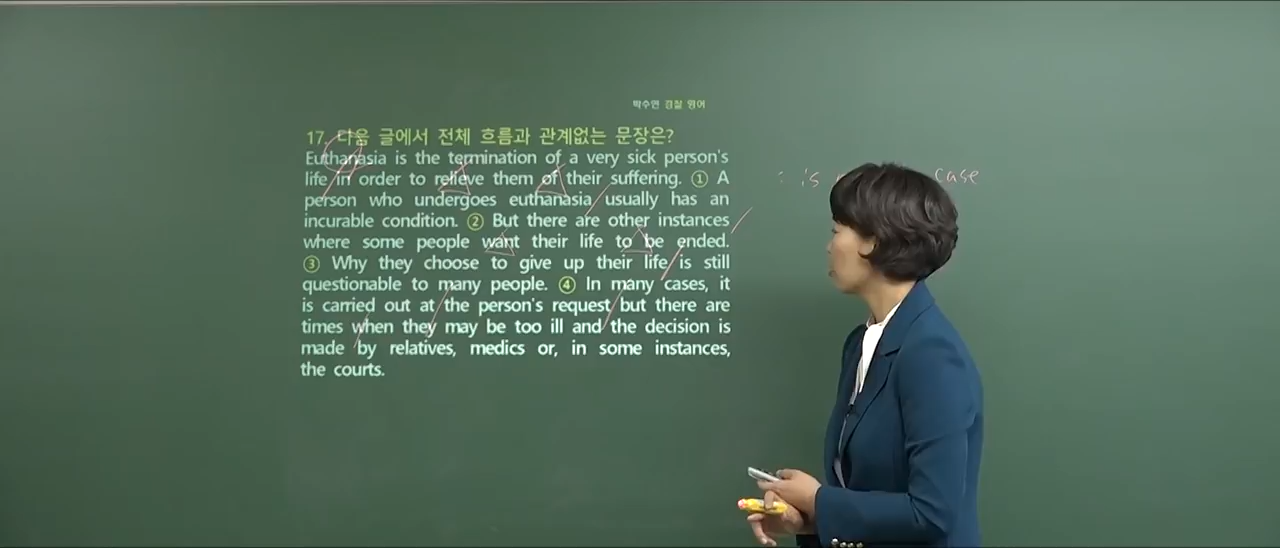 박수연 경찰 영어
17. 다음 글에서 전체 흐름과 관계없는 문장은?
Euthanasia is the termination of a very sick person's
life in order to relieve them of their suffering. ① A
person who undergoes euthanasia usually has an
incurable condition. ② But there are other instances
where some people want their life to be ended.
③ Why they choose to give up their life is still
questionable to many people. ④ In many cases, it
is carried out at the person's request but there are
times when they may be too ill and the decision is
made by relatives, medics or, in some instances,
the courts.
: is case